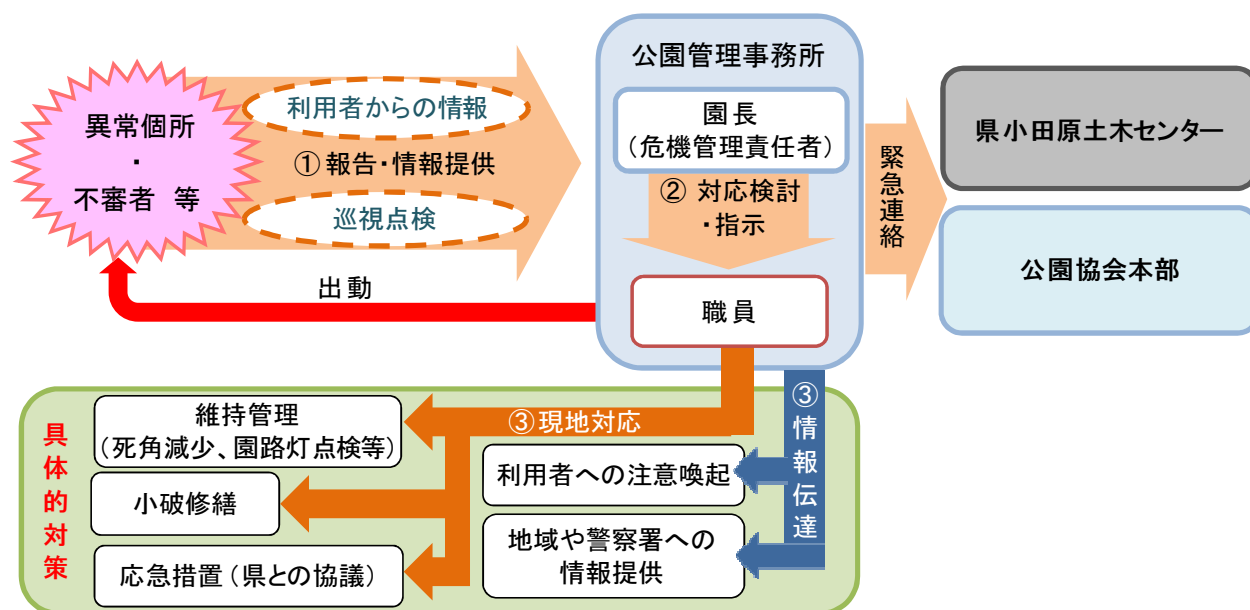 異常個所
・
不審者 等
利用者からの情報
①報告・情報提供
巡視点検
出動
公園管理事務所
園長
(危機管理責任者)
② 対応検討
・指示
職員
緊急連絡
県小田原土木センター
公園協会本部
具体的対策
維持管理
(死角減少、園路灯点検等)
小破修繕
応急措置(県との協議)
③現地対応
利用者への注意喚起
地域や警察署への
情報提供
③情報伝達